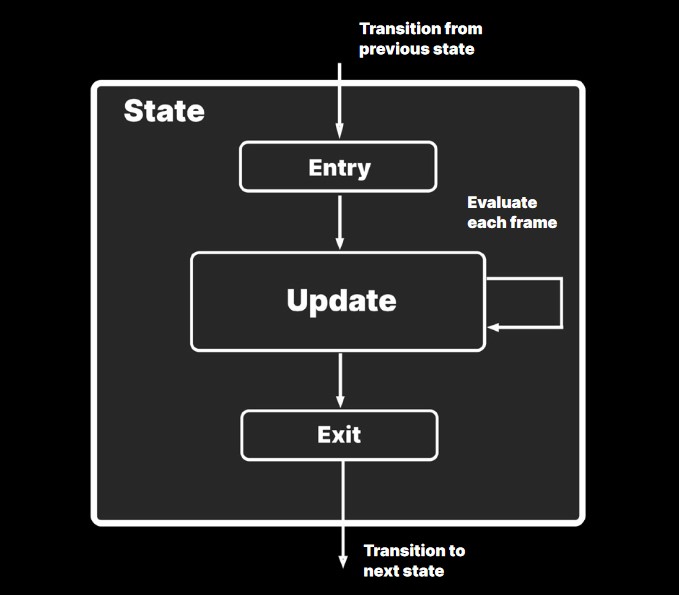 Transition from
previous state
State
Entry
Evaluate
each frame
Update
Exit
Transition to
next state